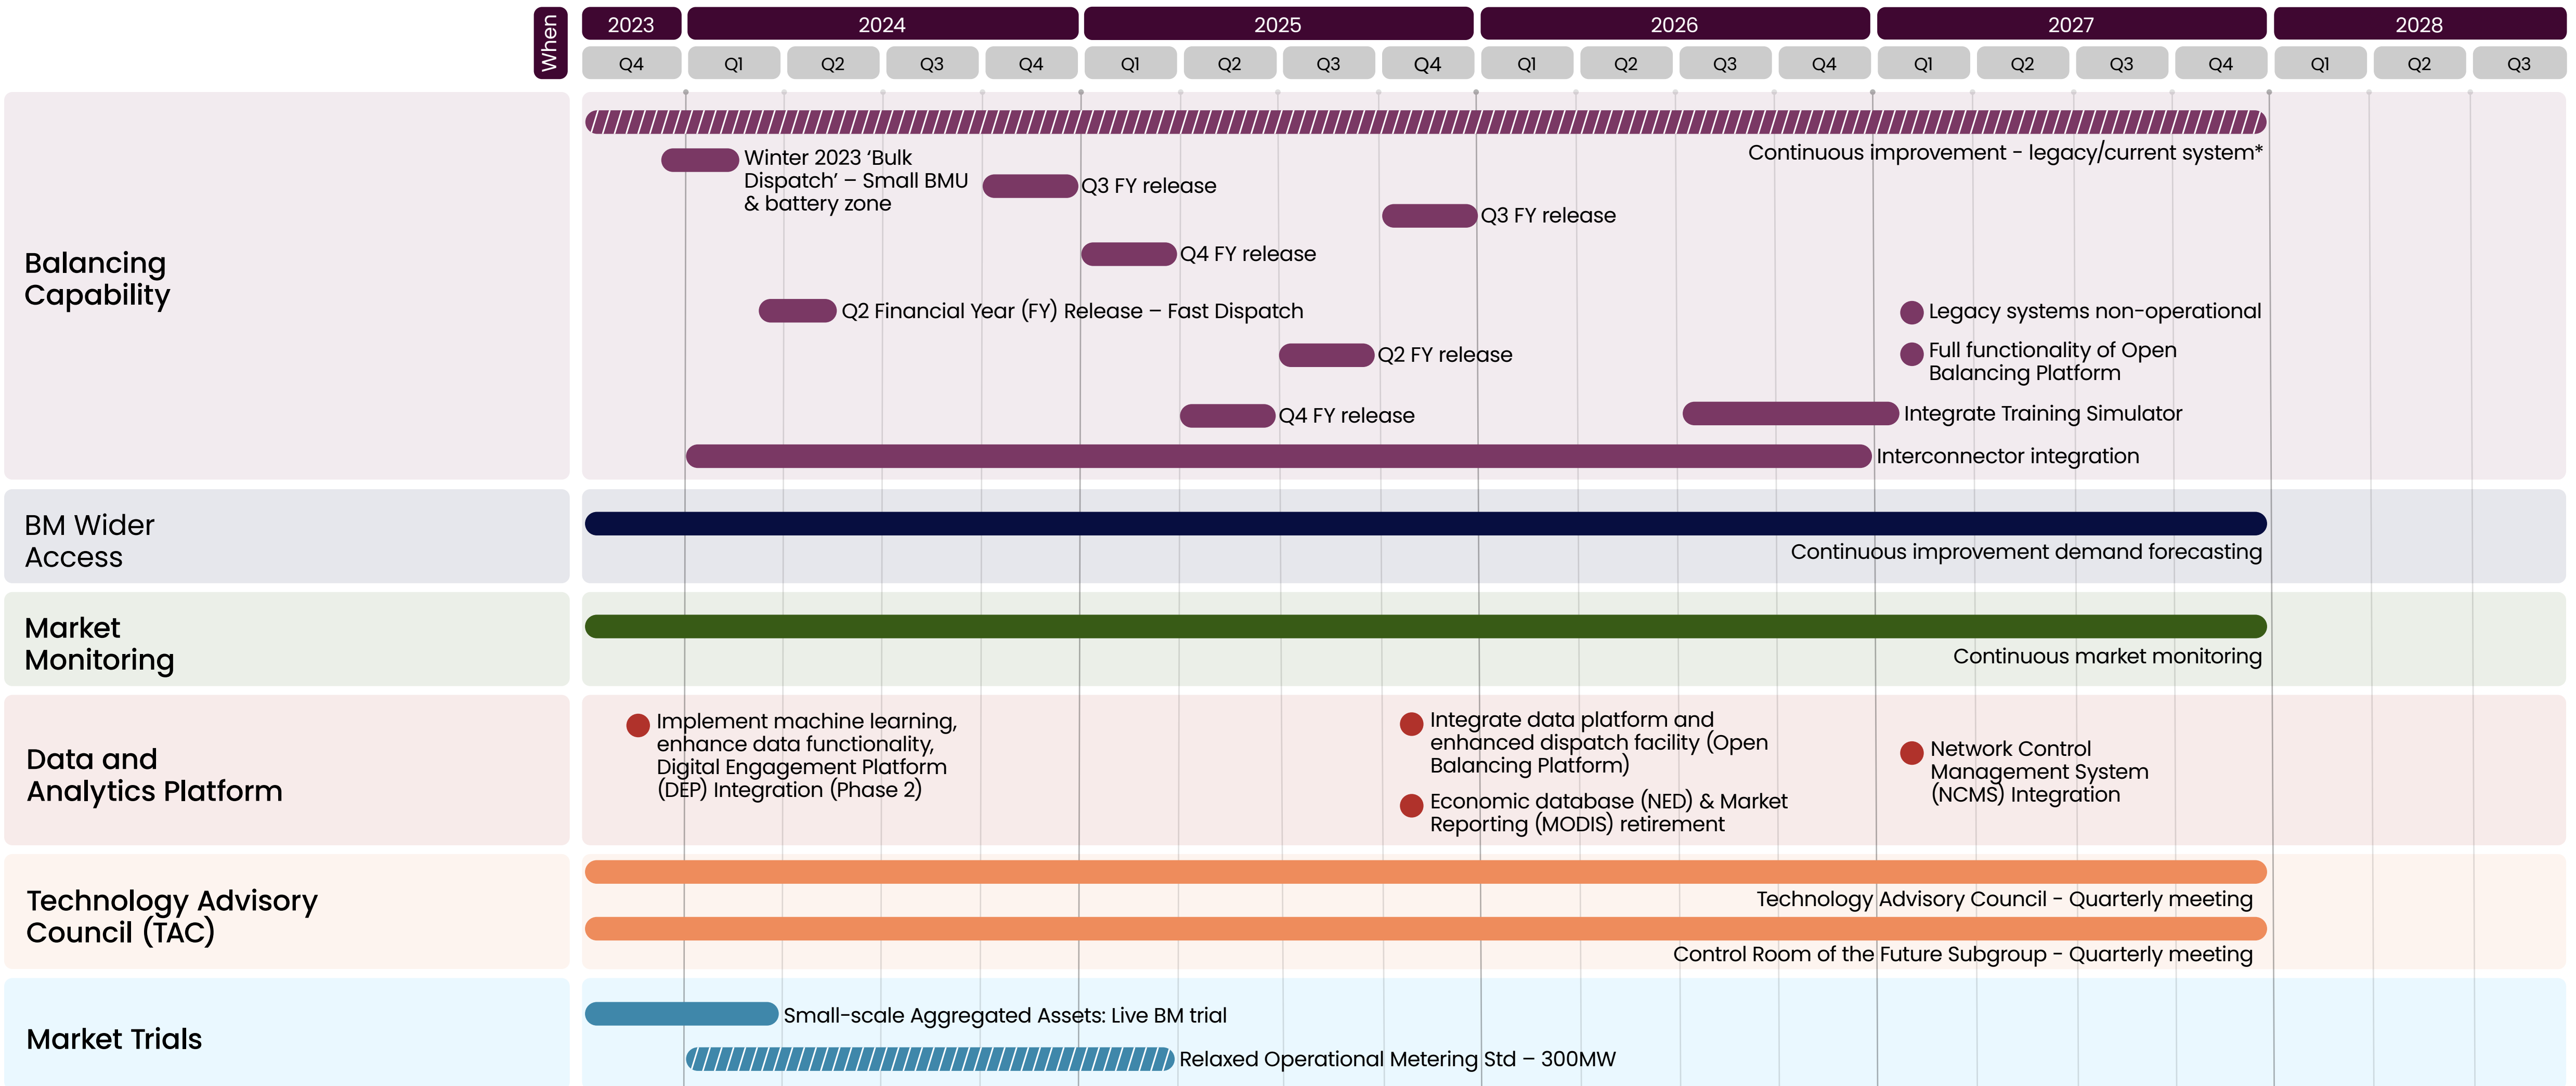 When
2023
2024
2025
2026
2027
2028
Q4
Q1
Q2
Q3
Q4
Q1
Q2
Q3
Q4
Q1
Q2
Q3
Q4
Q1
Q2
Q3
Q4
Q1
Q2
Q3
Balancing
Capability
Continuous improvement - legacy/current system*
Winter 2023 ‘Bulk
Dispatch’ – Small BMU
& battery zone
Q3 FY release
Q3 FY release
Q4 FY release
Q2 Financial Year (FY) Release – Fast Dispatch
Legacy systems non-operational
Q2 FY release
Full functionality of Open
Balancing Platform
Q4 FY release
Integrate Training Simulator
Interconnector integration
BM Wider
Access
Continuous improvement demand forecasting
Market
Monitoring
Continuous market monitoring
Data and
Analytics Platform
Implement machine learning,
enhance data functionality,
Digital Engagement Platform
(DEP) Integration (Phase 2)
Integrate data platform and
enhanced dispatch facility (Open
Balancing Platform)
Economic database (NED) & Market
Reporting (MODIS) retirement
Network Control
Management System
(NCMS) Integration
Technology Advisory
Council (TAC)
Technology Advisory Council - Quarterly meeting
Control Room of the Future Subgroup - Quarterly meeting
Market Trials
Small-scale Aggregated Assets: Live BM trial
Relaxed Operational Metering Std – 300MW